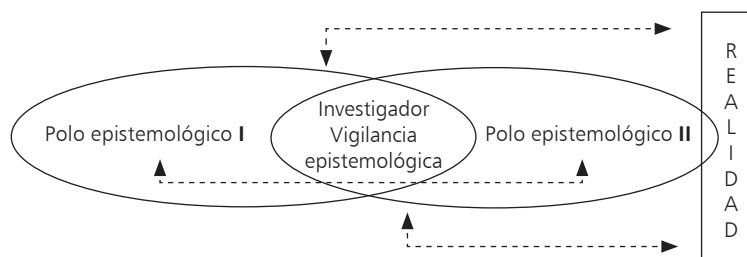 Polo epistemológico I
Investigador
Vigilancia
epistemológica
Polo epistemológico II
R
E
A
L
I
D
A
D